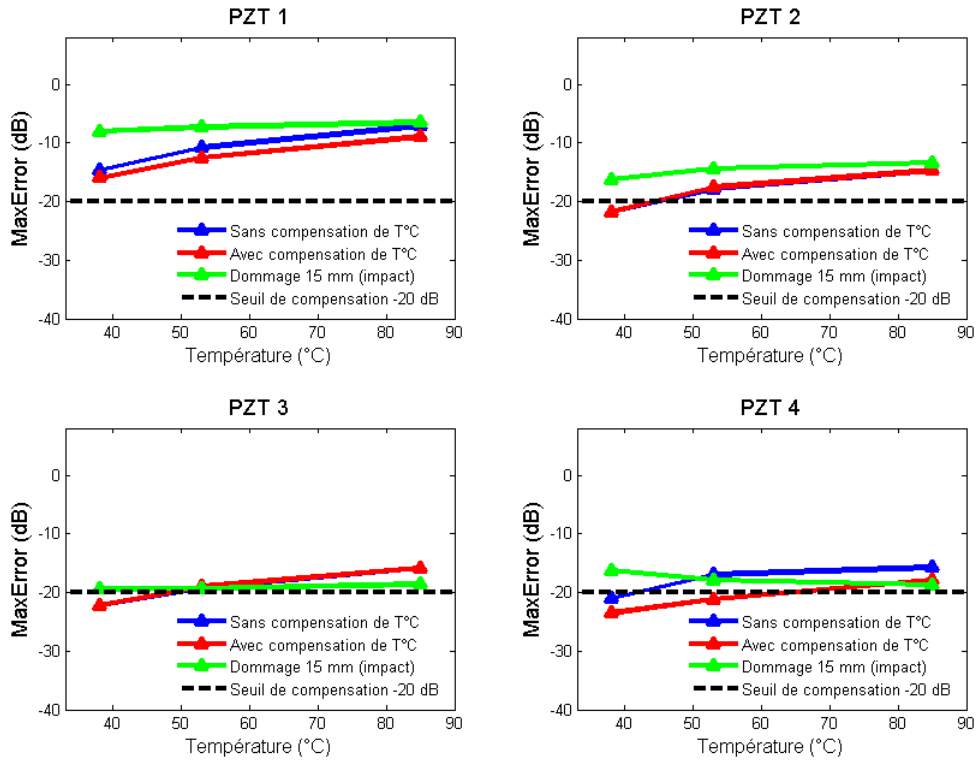 PZT 1
MaxError (dB)
0
-10
-20
-30
-40
Sans compensation de T°C
Avec compensation de T°C
Dommage 15 mm (impact)
Seuil de compensation -20 dB
40 50 60 70 80 90
Température (°C)
PZT 2
MaxError (dB)
0
-10
-20
-30
-40
Sans compensation de T°C
Avec compensation de T°C
Dommage 15 mm (impact)
Seuil de compensation -20 dB
40 50 60 70 80 90
Température (°C)
PZT 3
MaxError (dB)
0
-10
-20
-30
-40
Sans compensation de T°C
Avec compensation de T°C
Dommage 15 mm (impact)
Seuil de compensation -20 dB
40 50 60 70 80 90
Température (°C)
PZT 4
MaxError (dB)
0
-10
-20
-30
-40
Sans compensation de T°C
Avec compensation de T°C
Dommage 15 mm (impact)
Seuil de compensation -20 dB
40 50 60 70 80 90
Température (°C)